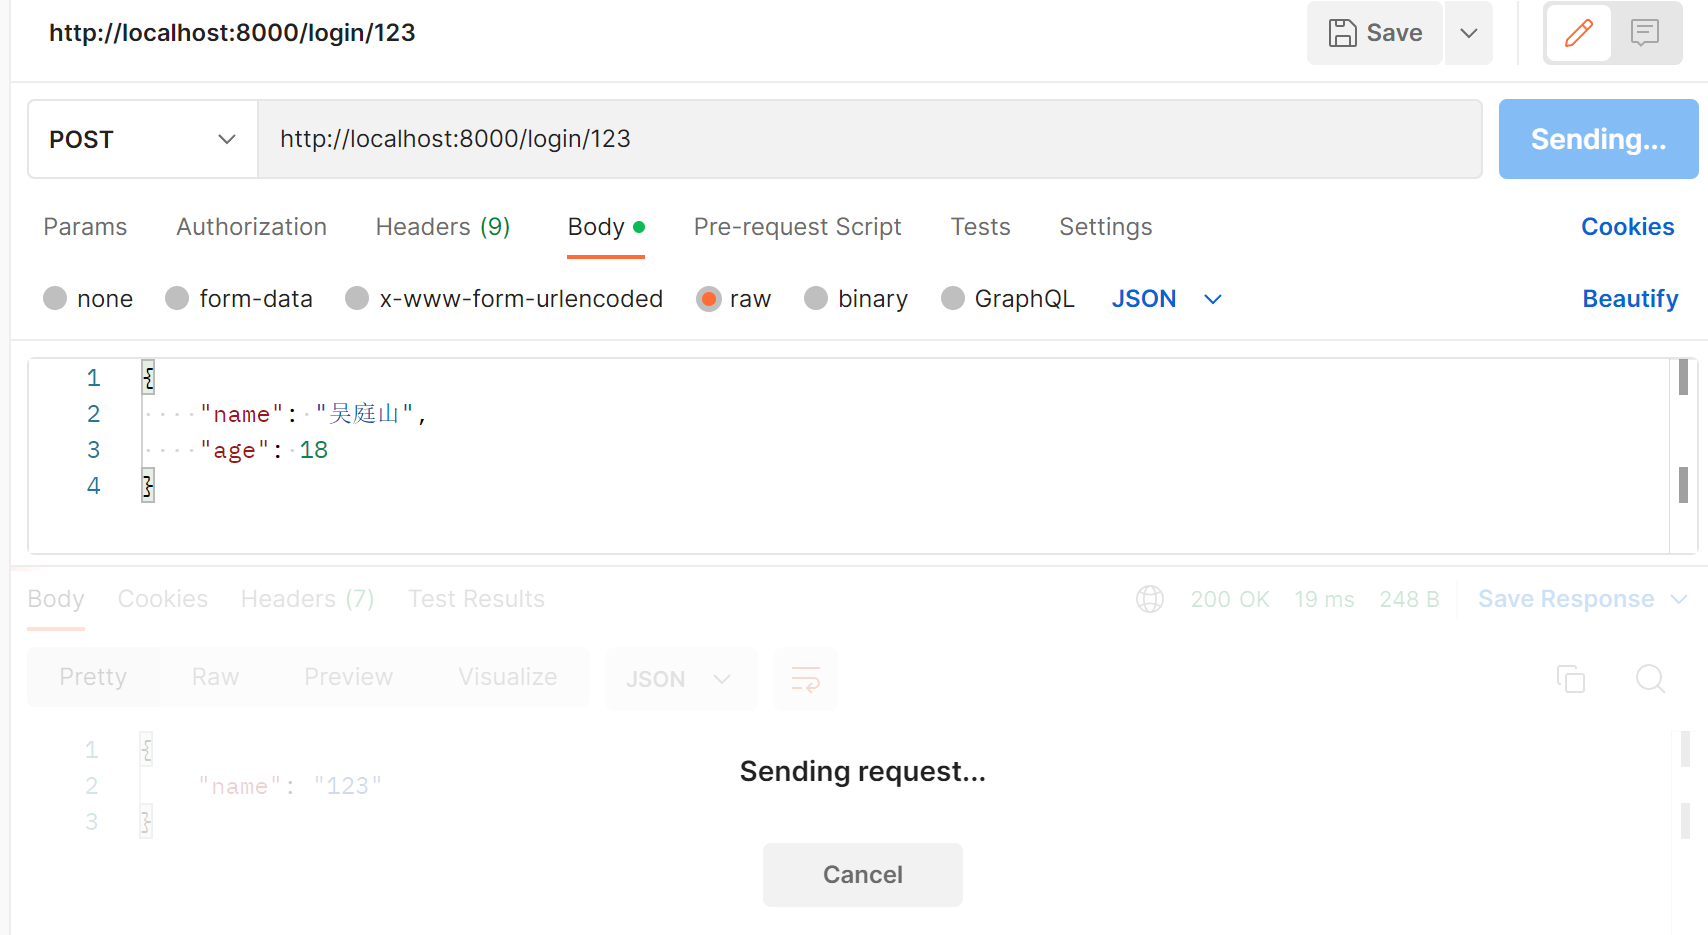 http://localhost:8000/login/123
Save
POST
http://localhost:8000/login/123
Sending...
Params Authorization Headers (9) Body Pre-request Script Tests Settings Cookies
none form-data x-www-form-urlencoded raw binary GraphQL JSON Beautify
1 {
2 "name": "吴庭山",
3 "age": 18
4 }
Body Cookies Headers (7) Test Results 200 OK 19 ms 248 B Save Response
Pretty Raw Preview Visualize JSON
1 {
2 "name": "123"
3 }
Sending request...
Cancel